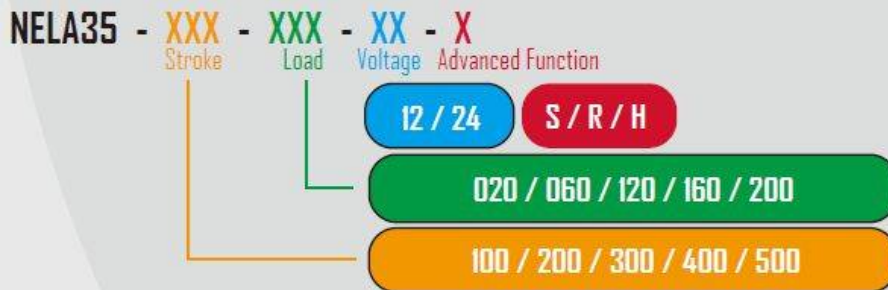 NELA35 - XXX - XXX - XX - X
Stroke Load Voltage Advanced Function
12 / 24 S / R / H
020 / 060 / 120 / 160 / 200
100 / 200 / 300 / 400 / 500